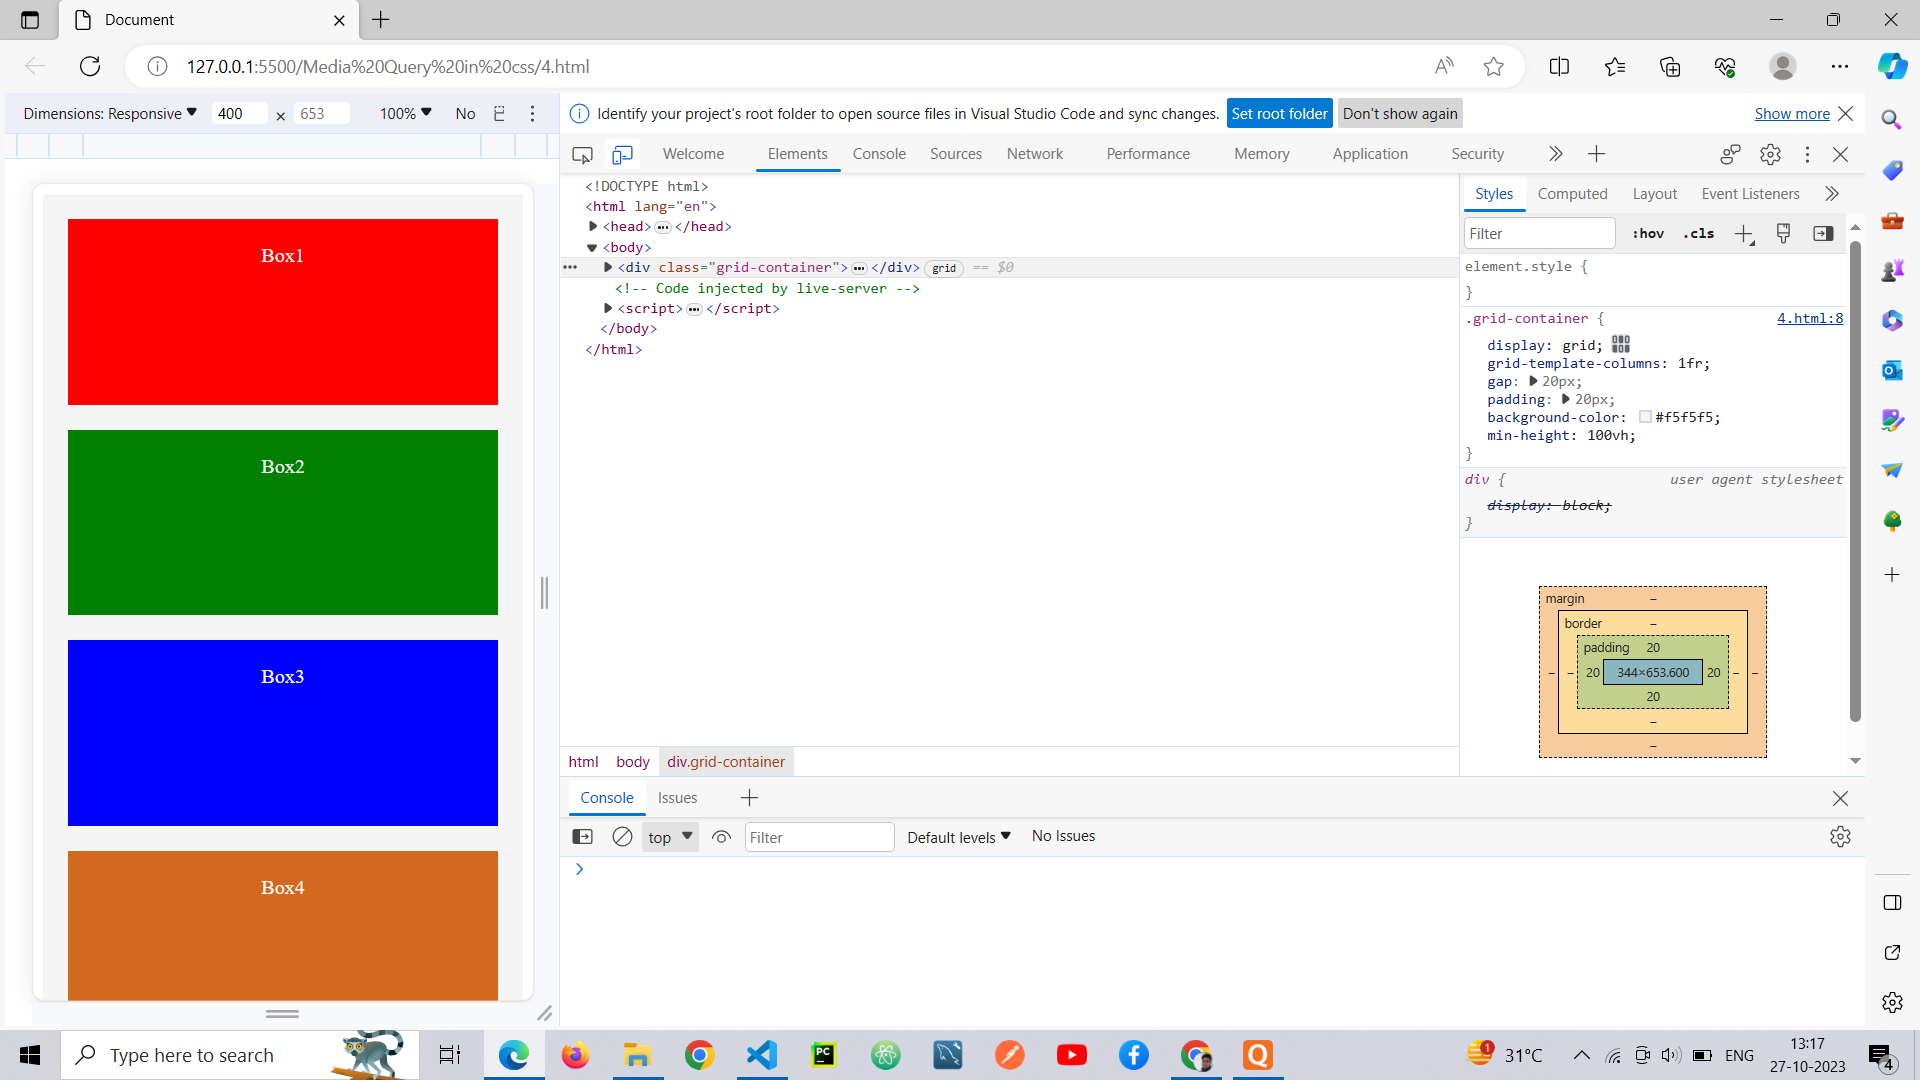 Document
127.0.0.1:5500/Media%20Query%20in%20css/4.html
Dimensions: Responsive 400 × 653 100% No
Identify your project's root folder to open source files in Visual Studio Code and sync changes. Set root folder Don't show again Show more
Welcome Elements Console Sources Network Performance Memory Application Security
Box1
Box2
Box3
Box4
<!DOCTYPE html>
<html lang="en">
<head> ... </head>
<body>
... <div class="grid-container"> ... </div> grid == $0
<!-- Code injected by live-server -->
<script> ... </script>
</body>
</html>
html body div.grid-container
Styles Computed Layout Event Listeners
Filter :hov .cls
element.style {
}
.grid-container { 4.html:8
display: grid;
grid-template-columns: 1fr;
gap: 20px;
padding: 20px;
background-color: #f5f5f5;
min-height: 100vh;
}
div { user agent stylesheet
display: block;
}
margin –
border –
padding 20
– – 20 344×653.600 20 – –
20
–
–
Console Issues
top Filter Default levels No Issues
Type here to search
PC
Q
1 31°C ENG 13:17
27-10-2023 4